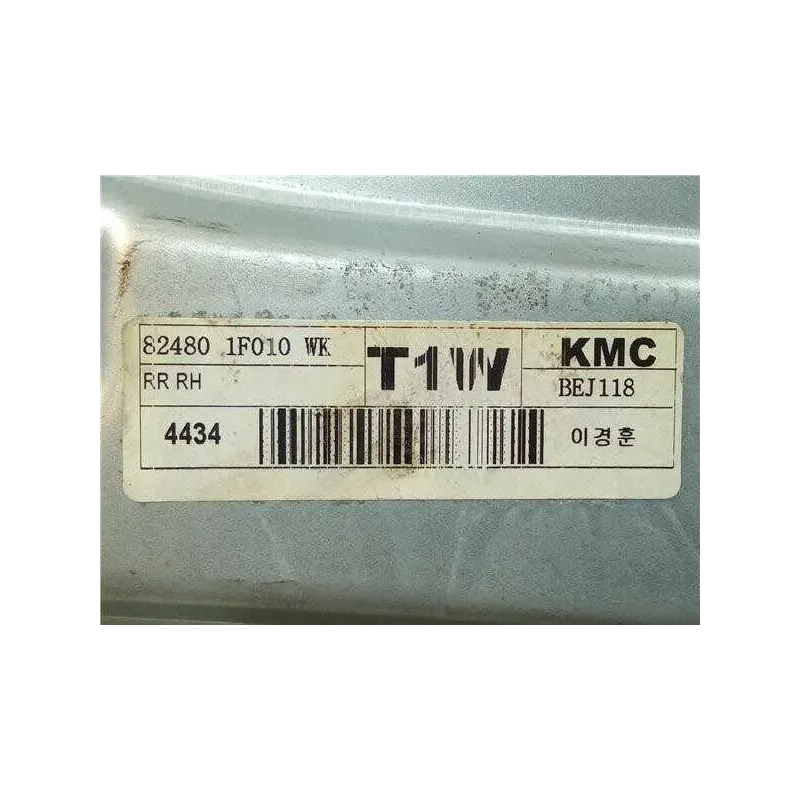 82480 1F010 WK
RR RH
T1W
KMC
BEJ118
4434
이경훈